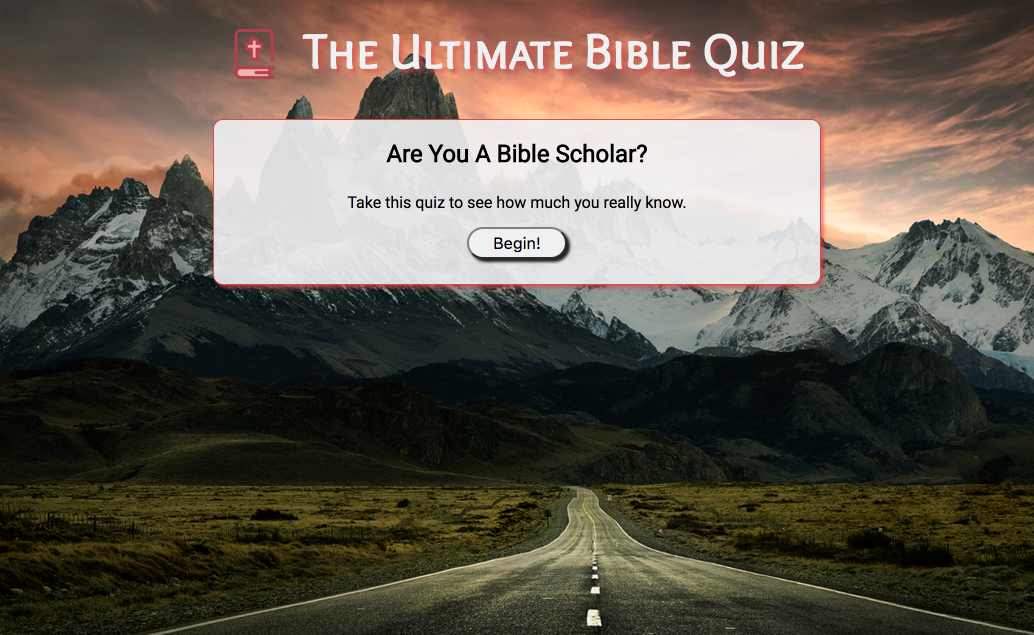 The Ultimate Bible Quiz
Are You A Bible Scholar?
Take this quiz to see how much you really know.
Begin!